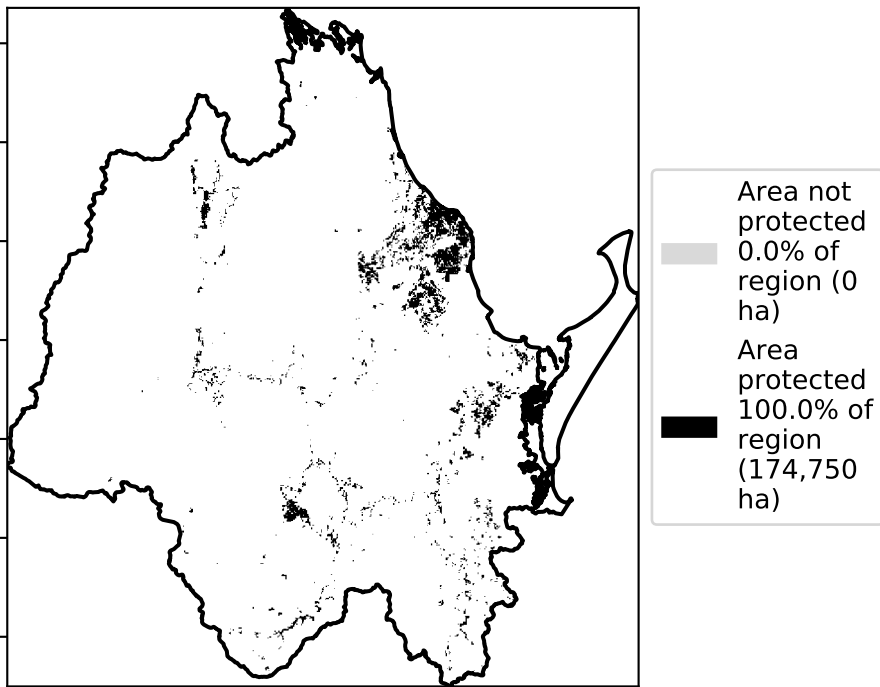 Area not
protected
0.0% of
region (0
ha)
Area
protected
100.0% of
region
(174,750
ha)